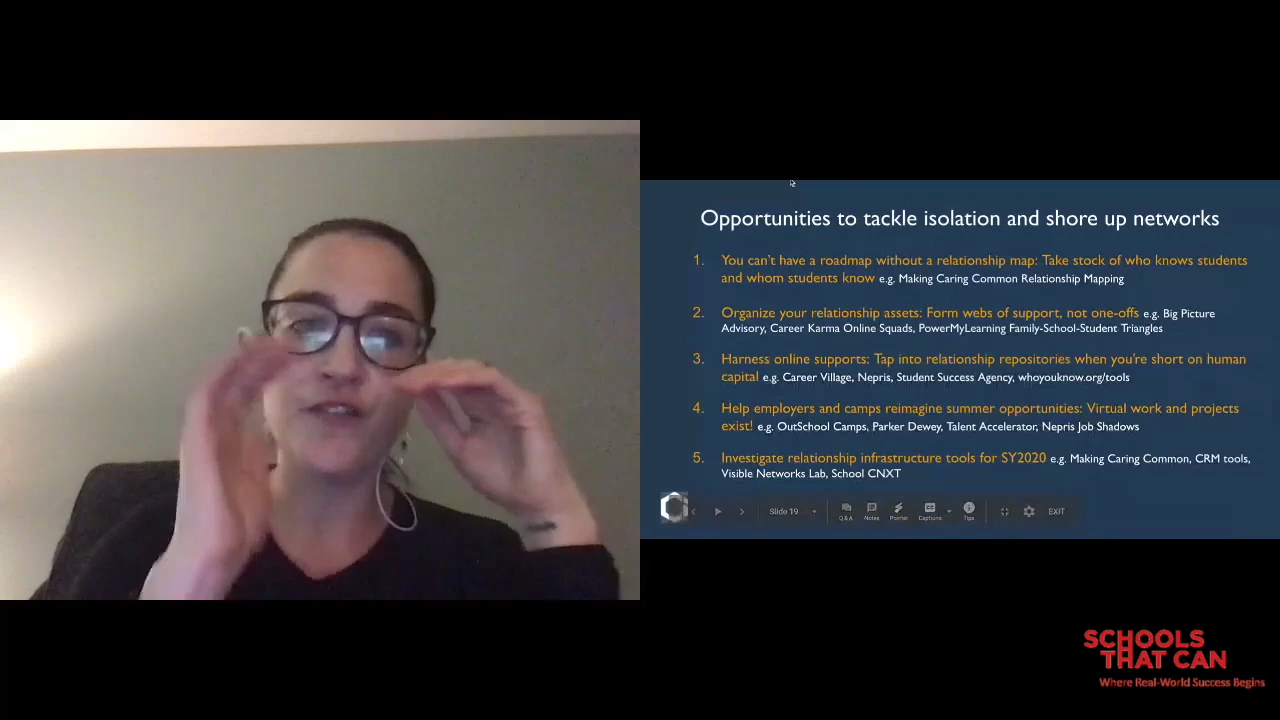 Opportunities to tackle isolation and shore up networks
1. You can't have a roadmap without a relationship map: Take stock of who knows students
and whom students know e.g. Making Caring Common Relationship Mapping
2. Organize your relationship assets: Form webs of support, not one-offs e.g. Big Picture
Advisory, Career Karma Online Squads, PowerMyLearning Family-School-Student Triangles
3. Harness online supports: Tap into relationship repositories when you're short on human
capital e.g. Career Village, Nepris, Student Success Agency, whoyouknow.org/tools
4. Help employers and camps reimagine summer opportunities: Virtual work and projects
exist! e.g. OutSchool Camps, Parker Dewey, Talent Accelerator, Nepris Job Shadows
5. Investigate relationship infrastructure tools for SY2020 e.g. Making Caring Common, CRM tools,
Visible Networks Lab, School CNXT
Slide 19
Q&A
Notes
Pointer
Captions
Tips
EXIT
SCHOOLS
THAT CAN
Where Real-World Success Begins